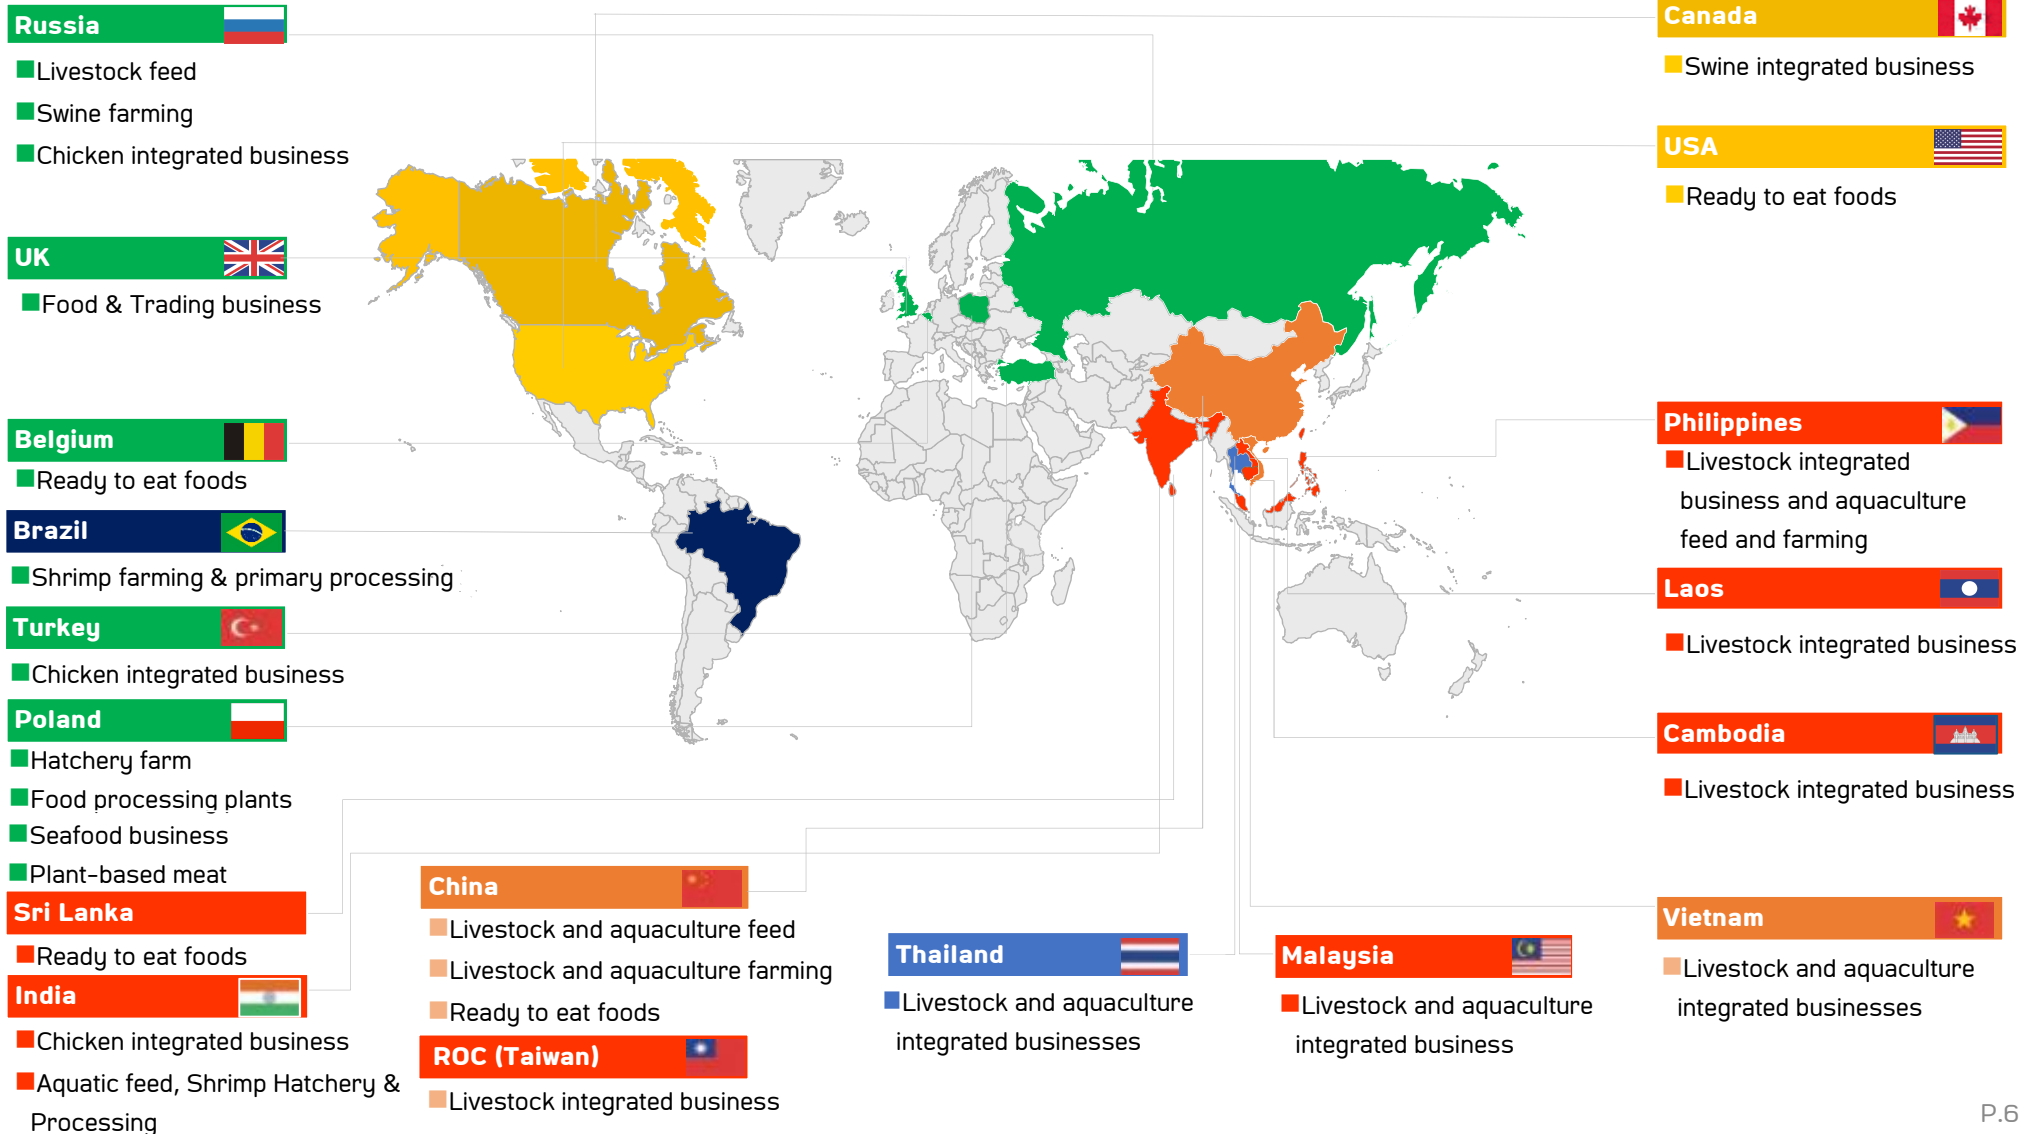 Russia
Livestock feed
Swine farming
Chicken integrated business
UK
Food & Trading business
Belgium
Ready to eat foods
Brazil
Shrimp farming & primary processing
Turkey
Chicken integrated business
Poland
Hatchery farm
Food processing plants
Seafood business
Plant-based meat
Sri Lanka
Ready to eat foods
India
Chicken integrated business
Aquatic feed, Shrimp Hatchery &
Processing
China
Livestock and aquaculture feed
Livestock and aquaculture farming
Ready to eat foods
ROC (Taiwan)
Livestock integrated business
Thailand
Livestock and aquaculture
integrated businesses
Malaysia
Livestock and aquaculture
integrated business
Canada
Swine integrated business
USA
Ready to eat foods
Philippines
Livestock integrated
business and aquaculture
feed and farming
Laos
Livestock integrated business
Cambodia
Livestock integrated business
Vietnam
Livestock and aquaculture
integrated businesses
P.6